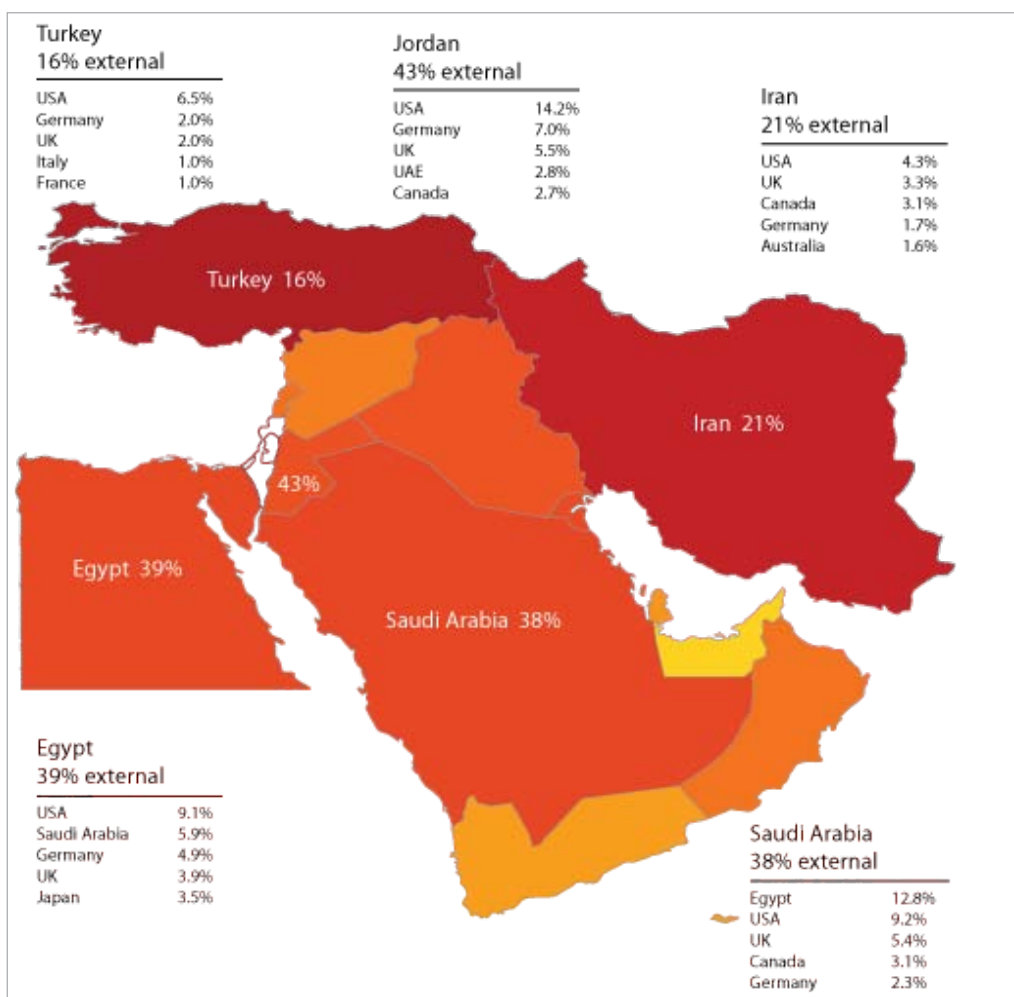 Turkey
16% external
USA 6.5%
Germany 2.0%
UK 2.0%
Italy 1.0%
France 1.0%
Jordan
43% external
USA 14.2%
Germany 7.0%
UK 5.5%
UAE 2.8%
Canada 2.7%
Iran
21% external
USA 4.3%
UK 3.3%
Canada 3.1%
Germany 1.7%
Australia 1.6%
Turkey 16%
Iran 21%
43%
Egypt 39%
Saudi Arabia 38%
Egypt
39% external
USA 9.1%
Saudi Arabia 5.9%
Germany 4.9%
UK 3.9%
Japan 3.5%
Saudi Arabia
38% external
Egypt 12.8%
USA 9.2%
UK 5.4%
Canada 3.1%
Germany 2.3%